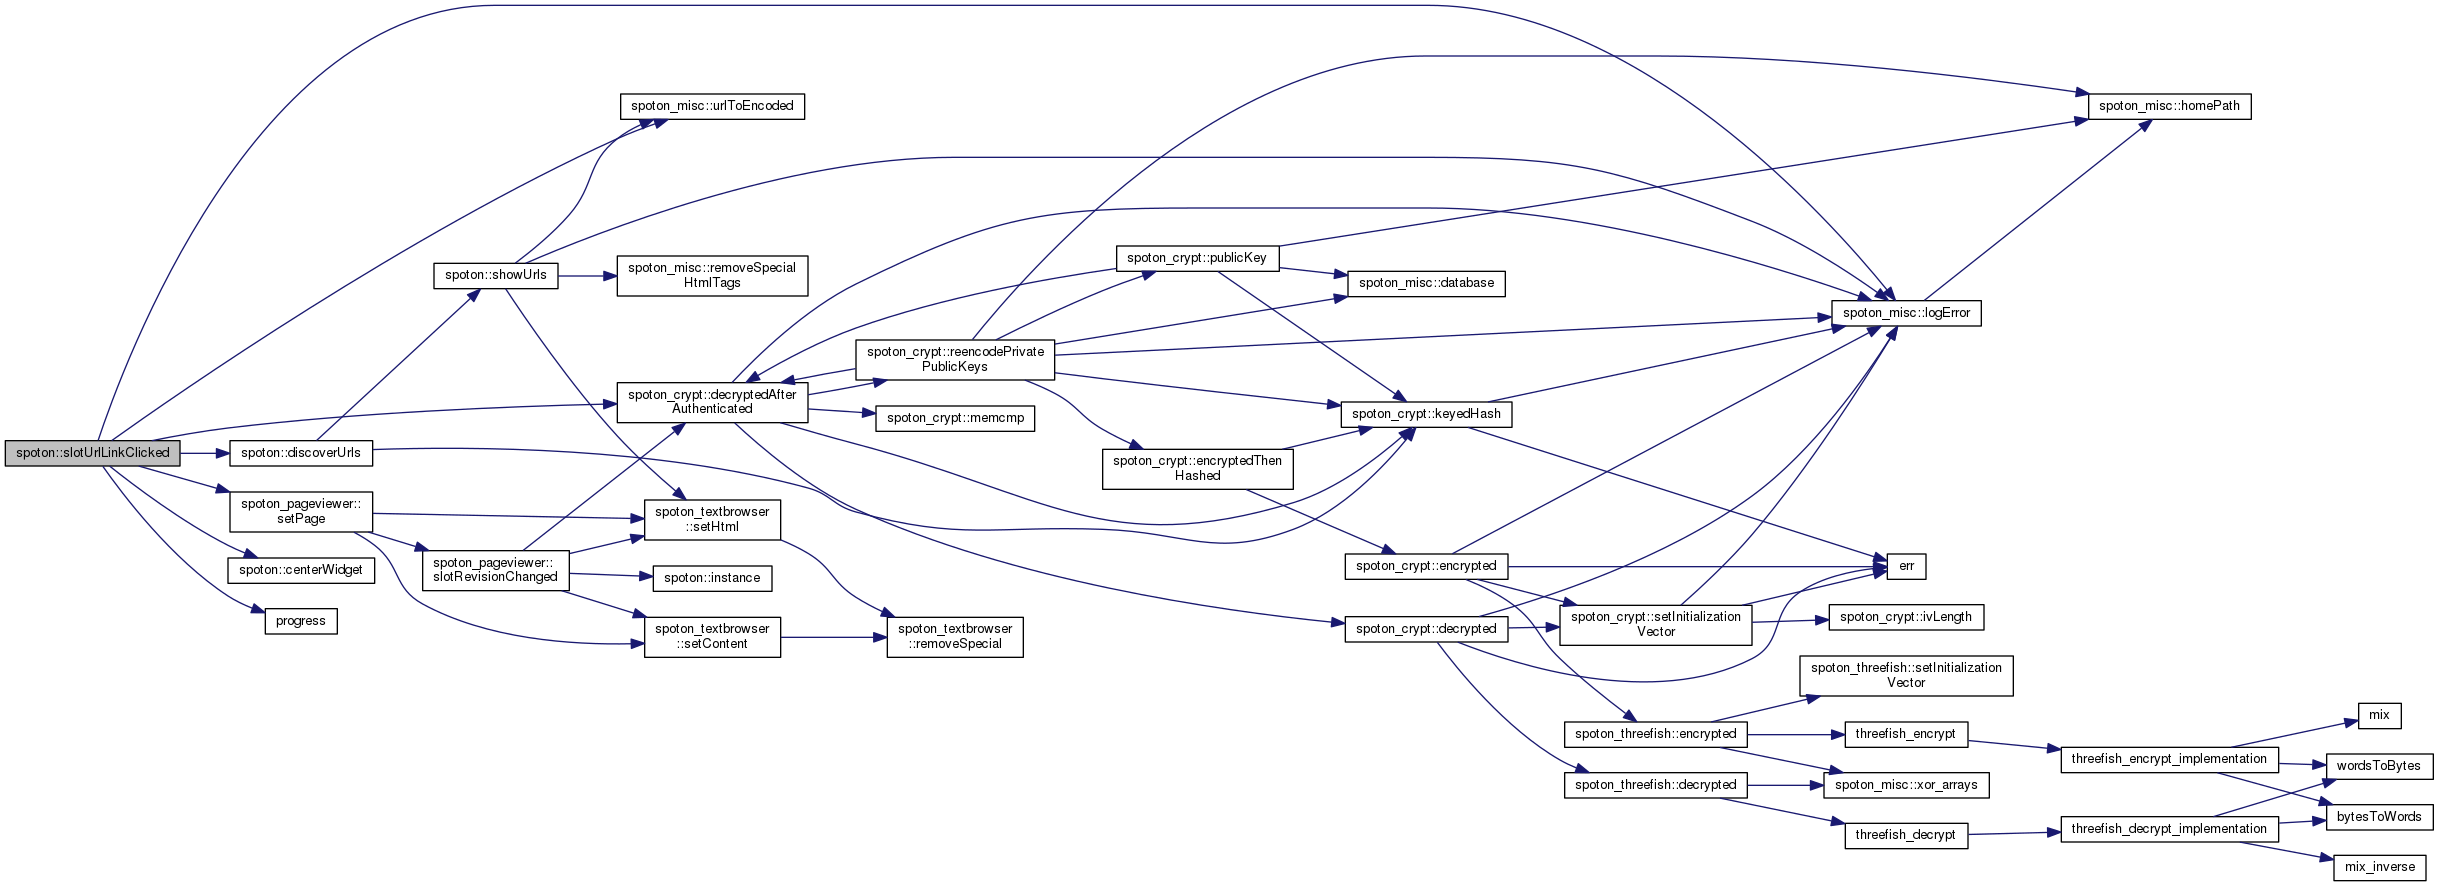 spoton_misc::urlToEncoded
spoton_misc::homePath
spoton_crypt::publicKey
spoton::showUrls
spoton_misc::removeSpecial
HtmlTags
spoton_misc::database
spoton_misc::logError
spoton_crypt::reencodePrivate
PublicKeys
spoton_crypt::decryptedAfter
Authenticated
spoton_crypt::memcmp
spoton_crypt::keyedHash
spoton::slotUrlLinkClicked
spoton::discoverUrls
spoton_crypt::encryptedThen
Hashed
spoton_pageviewer::
setPage
spoton_textbrowser
::setHtml
spoton::centerWidget
spoton_pageviewer::
slotRevisionChanged
spoton::instance
spoton_crypt::encrypted
err
progress
spoton_textbrowser
::setContent
spoton_textbrowser
::removeSpecial
spoton_crypt::decrypted
spoton_crypt::setInitialization
Vector
spoton_crypt::ivLength
spoton_threefish::setInitialization
Vector
spoton_threefish::encrypted
threefish_encrypt
mix
threefish_encrypt_implementation
wordsToBytes
spoton_threefish::decrypted
spoton_misc::xor_arrays
bytesToWords
threefish_decrypt
threefish_decrypt_implementation
mix_inverse